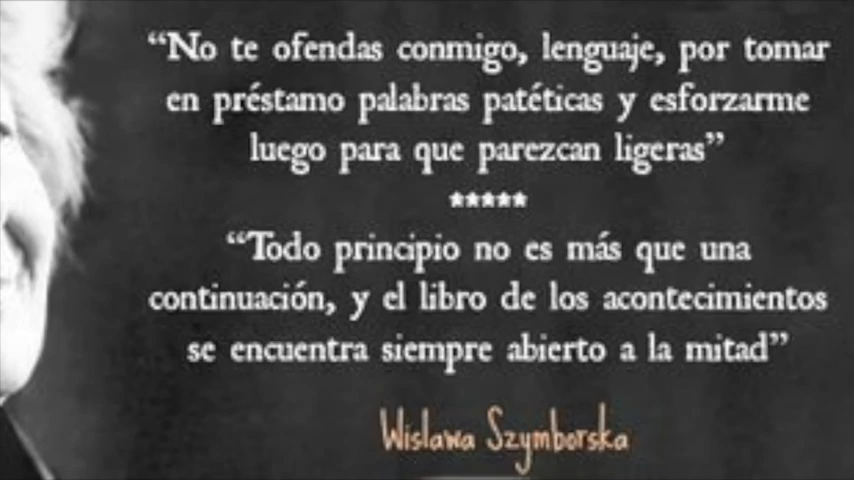 “No te ofendas conmigo, lenguaje, por tomar
en préstamo palabras patéticas y esforzarme
luego para que parezcan ligeras”
*****
“Todo principio no es más que una
continuación, y el libro de los acontecimientos
se encuentra siempre abierto a la mitad”
Wislawa Szymborska